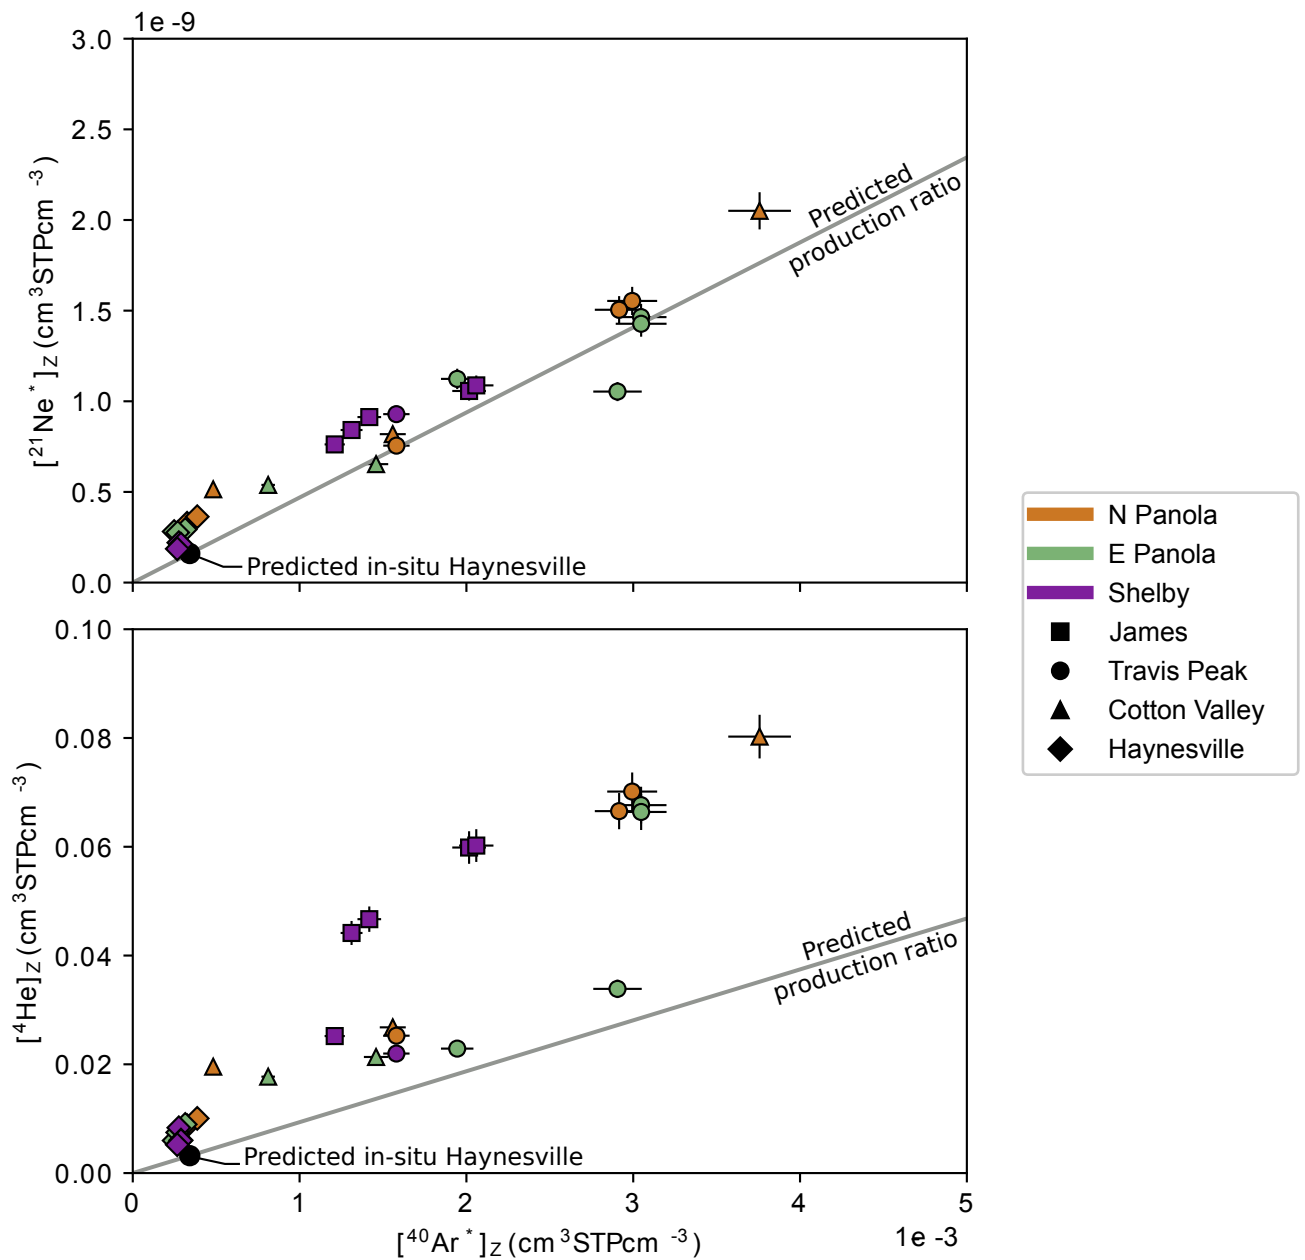 1e -9
3.0
2.5
2.0
1.5
1.0
0.5
0.0
[²¹Ne*]Z (cm³STPcm⁻³)
Predicted
production ratio
Predicted in-situ Haynesville
0.10
0.08
0.06
0.04
0.02
0.00
[⁴He]Z (cm³STPcm⁻³)
Predicted
production ratio
Predicted in-situ Haynesville
0 1 2 3 4 5
[⁴⁰Ar*]Z (cm³STPcm⁻³)
1e -3
N Panola
E Panola
Shelby
James
Travis Peak
Cotton Valley
Haynesville